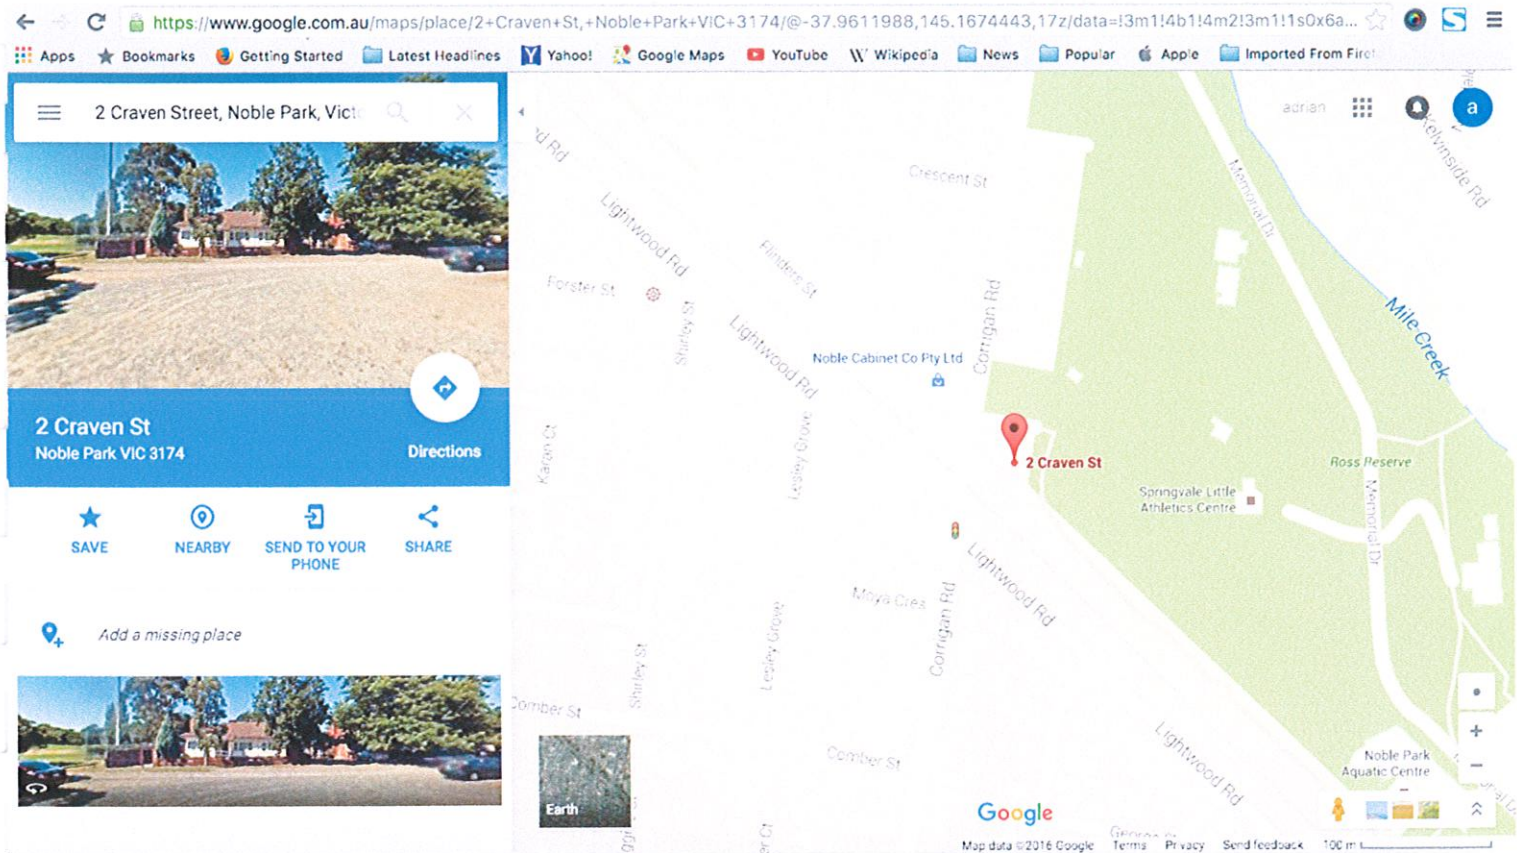 https://www.google.com.au/maps/place/2+Craven+St,+Noble+Park+VIC+3174/@-37.9611988,145.1674443,17z/data=!3m1!4b1!4m2!3m1!1s0x6a...
Apps Bookmarks Getting Started Latest Headlines Yahoo! Google Maps YouTube Wikipedia News Popular Apple Imported From Firef
2 Craven Street, Noble Park, Victo
2 Craven St
Noble Park VIC 3174
Directions
SAVE
NEARBY
SEND TO YOUR
PHONE
SHARE
Add a missing place
adrian
a
Kelvinside Rd
Memorial Dr
Crescent St
Lightwood Rd
Flinders St
Forster St
Shirley St
Corrigan Rd
Mile Creek
Lightwood Rd
Noble Cabinet Co Pty Ltd
Karan Ct
Lesley Grove
2 Craven St
Ross Reserve
Springvale Little
Athletics Centre
Memorial Dr
Lightwood Rd
Moya Cres
Corrigan Rd
Lesley Grove
Shirley St
Comber St
Comber St
Lightwood Rd
Noble Park
Aquatic Centre
Earth
Google
Map data ©2016 Google Terms Privacy Send feedback 100 m